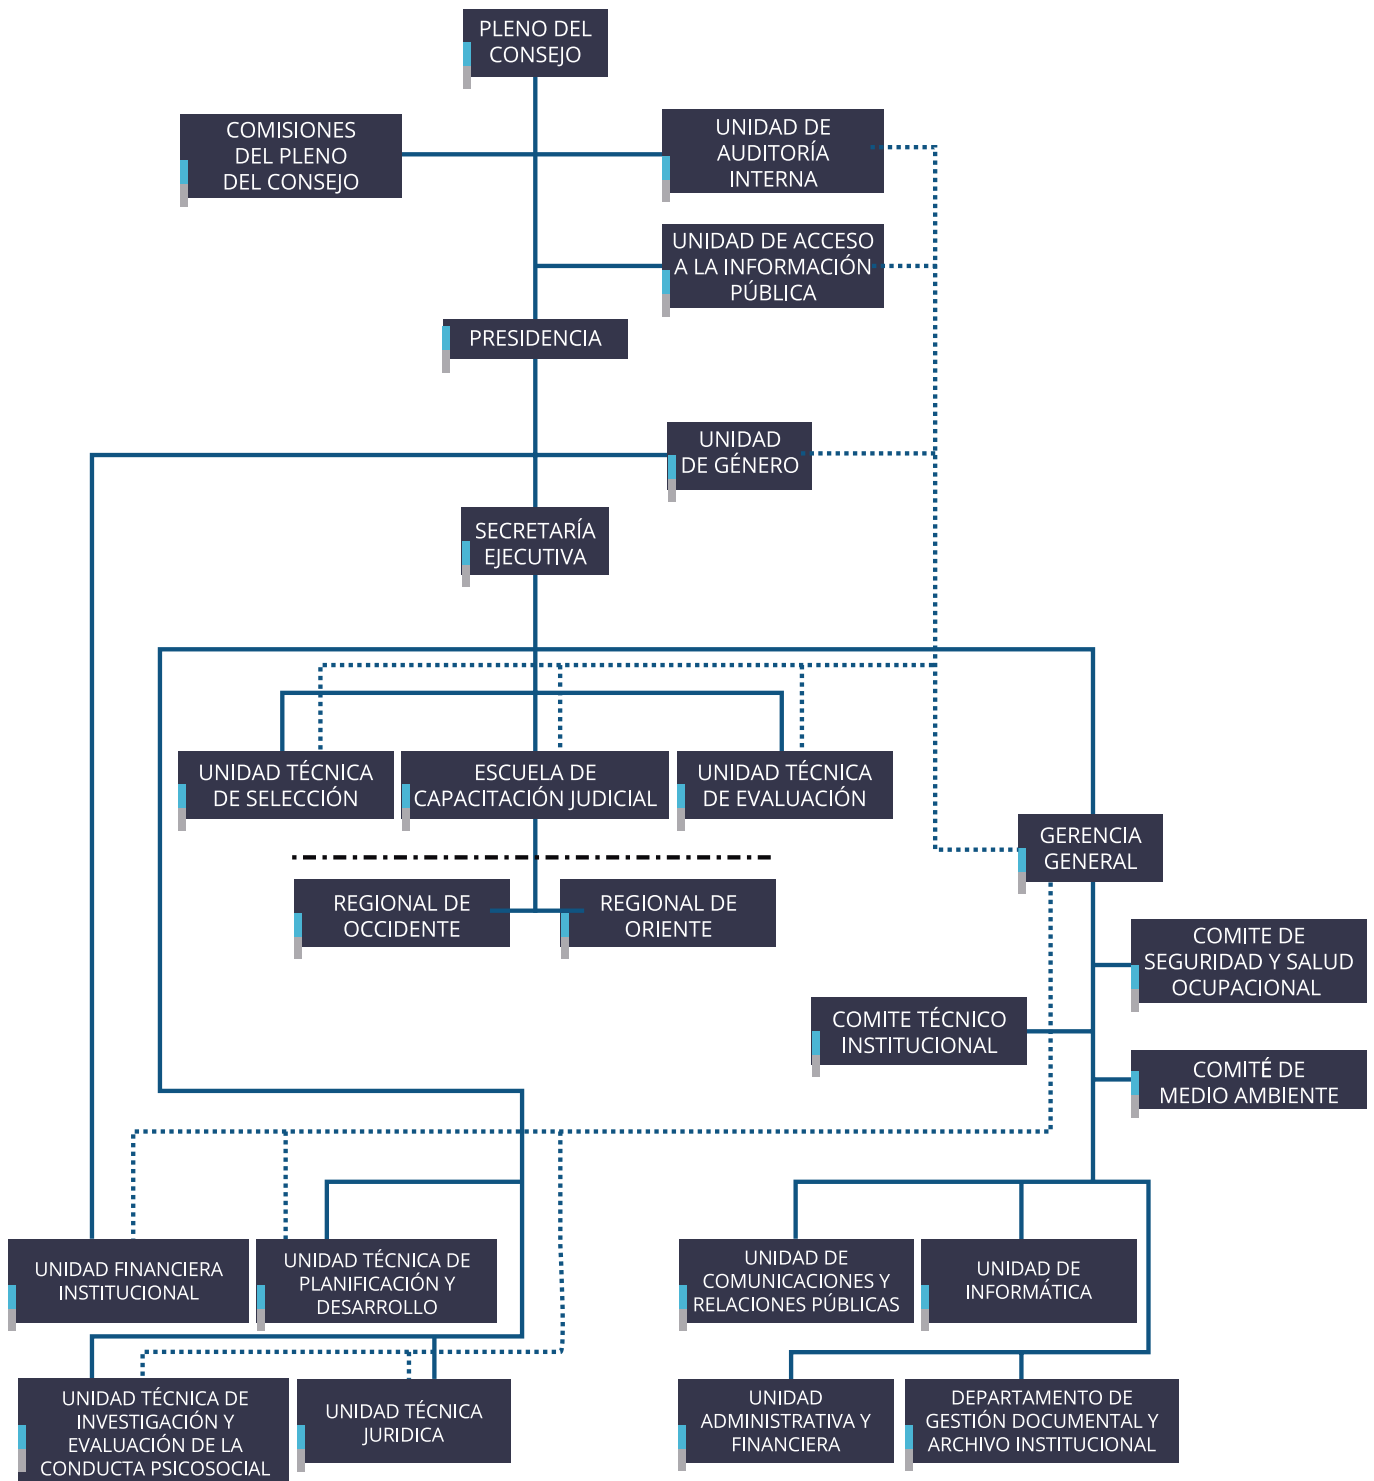 PLENO DEL
CONSEJO
COMISIONES
DEL PLENO
DEL CONSEJO
UNIDAD DE
AUDITORÍA
INTERNA
UNIDAD DE ACCESO
A LA INFORMACIÓN
PÚBLICA
PRESIDENCIA
UNIDAD
DE GÉNERO
SECRETARÍA
EJECUTIVA
UNIDAD TÉCNICA
DE SELECCIÓN
ESCUELA DE
CAPACITACIÓN JUDICIAL
UNIDAD TÉCNICA
DE EVALUACIÓN
GERENCIA
GENERAL
REGIONAL DE
OCCIDENTE
REGIONAL DE
ORIENTE
COMITE DE
SEGURIDAD Y SALUD
OCUPACIONAL
COMITE TÉCNICO
INSTITUCIONAL
COMITÉ DE
MEDIO AMBIENTE
UNIDAD FINANCIERA
INSTITUCIONAL
UNIDAD TÉCNICA DE
PLANIFICACIÓN Y
DESARROLLO
UNIDAD DE
COMUNICACIONES Y
RELACIONES PÚBLICAS
UNIDAD DE
INFORMÁTICA
UNIDAD TÉCNICA DE
INVESTIGACIÓN Y
EVALUACIÓN DE LA
CONDUCTA PSICOSOCIAL
UNIDAD TÉCNICA
JURIDICA
UNIDAD
ADMINISTRATIVA Y
FINANCIERA
DEPARTAMENTO DE
GESTIÓN DOCUMENTAL Y
ARCHIVO INSTITUCIONAL